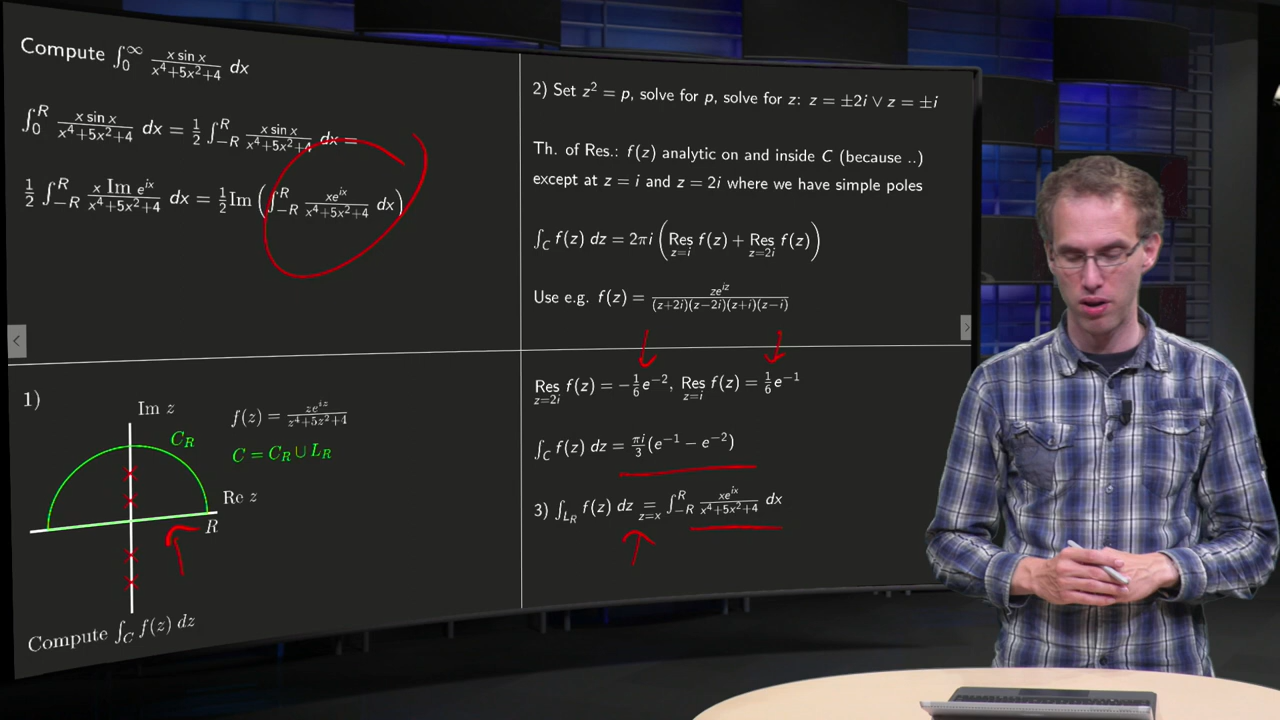 Compute ∫₀^∞ x sin x / (x⁴+5x²+4) dx
∫₀^R x sin x / (x⁴+5x²+4) dx = 1/2 ∫_{−R}^R x sin x / (x⁴+5x²+4) dx =
1/2 ∫_{−R}^R x Im e^{ix} / (x⁴+5x²+4) dx = 1/2 Im (∫_{−R}^R xe^{ix} / (x⁴+5x²+4) dx)
1)
Im z
f(z) = ze^{iz} / (z⁴+5z²+4)
C_R
C = C_R ∪ L_R
Re z
R
Compute ∫_C f(z) dz
2) Set z² = p, solve for p, solve for z: z = ±2i ∨ z = ±i
Th. of Res.: f(z) analytic on and inside C (because ..)
except at z = i and z = 2i where we have simple poles
∫_C f(z) dz = 2πi (Res_{z=i} f(z) + Res_{z=2i} f(z))
Use e.g. f(z) = ze^{iz} / ((z+2i)(z−2i)(z+i)(z−i))
Res_{z=2i} f(z) = −1/6 e^{−2}, Res_{z=i} f(z) = 1/6 e^{−1}
∫_C f(z) dz = πi/3 (e^{−1} − e^{−2})
3) ∫_{L_R} f(z) dz =_{z=x} ∫_{−R}^R xe^{ix} / (x⁴+5x²+4) dx